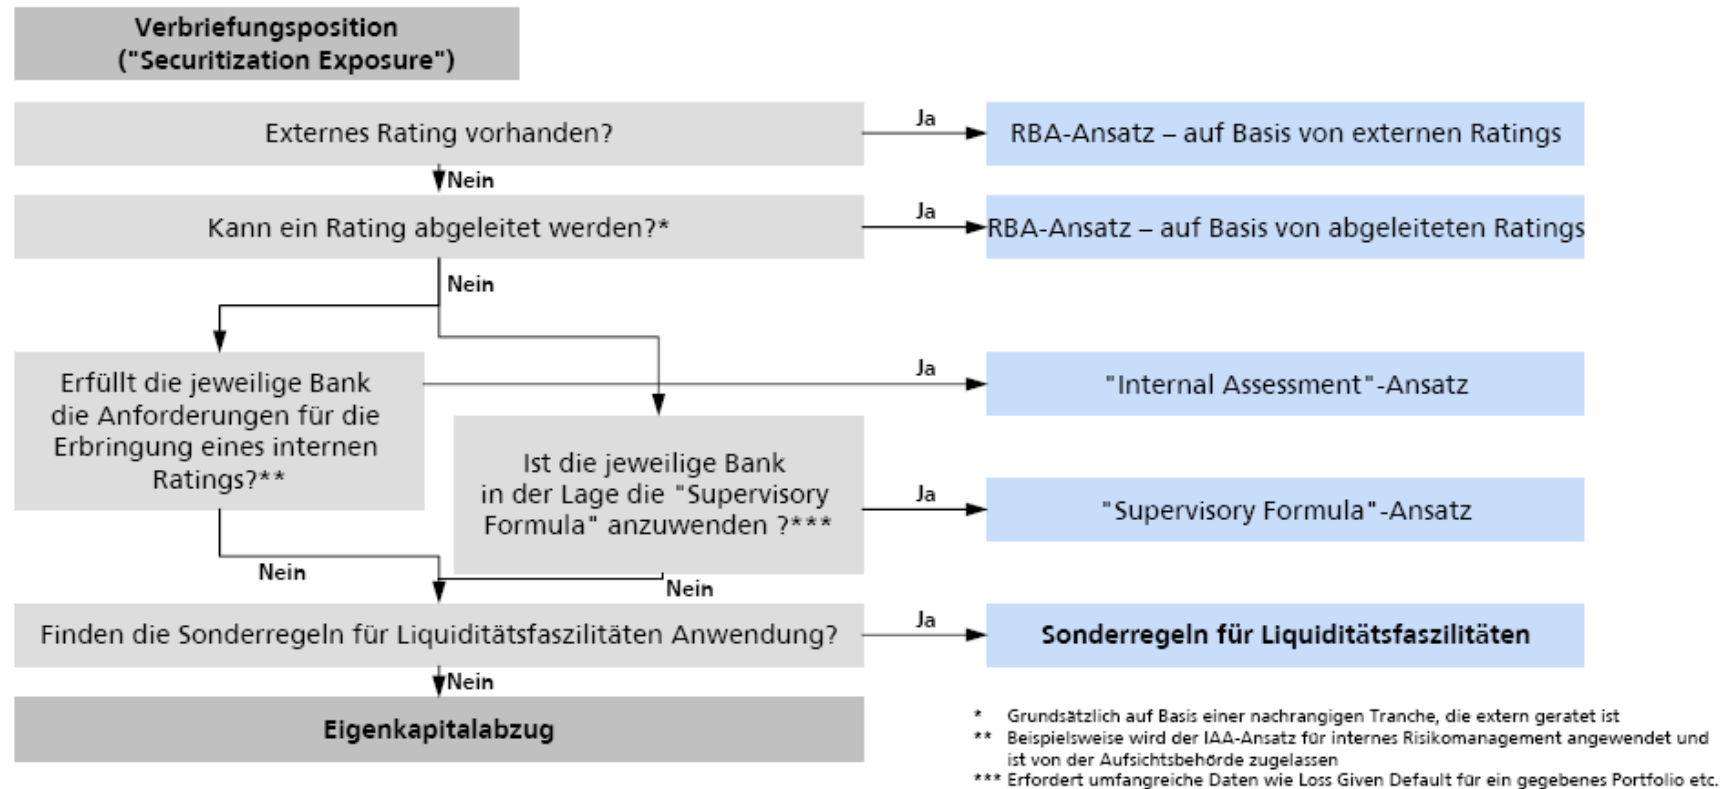 Verbriefungsposition
("Securitization Exposure")
Externes Rating vorhanden?
Ja
RBA-Ansatz – auf Basis von externen Ratings
Nein
Kann ein Rating abgeleitet werden?*
Ja
RBA-Ansatz – auf Basis von abgeleiteten Ratings
Nein
Erfüllt die jeweilige Bank
die Anforderungen für die
Erbringung eines internen
Ratings?**
Ja
"Internal Assessment"-Ansatz
Ist die jeweilige Bank
in der Lage die "Supervisory
Formula" anzuwenden ?***
Ja
"Supervisory Formula"-Ansatz
Nein
Nein
Finden die Sonderregeln für Liquiditätsfaszilitäten Anwendung?
Ja
Sonderregeln für Liquiditätsfaszilitäten
Nein
Eigenkapitalabzug
* Grundsätzlich auf Basis einer nachrangigen Tranche, die extern geratet ist
** Beispielsweise wird der IAA-Ansatz für internes Risikomanagement angewendet und
ist von der Aufsichtsbehörde zugelassen
*** Erfordert umfangreiche Daten wie Loss Given Default für ein gegebenes Portfolio etc.